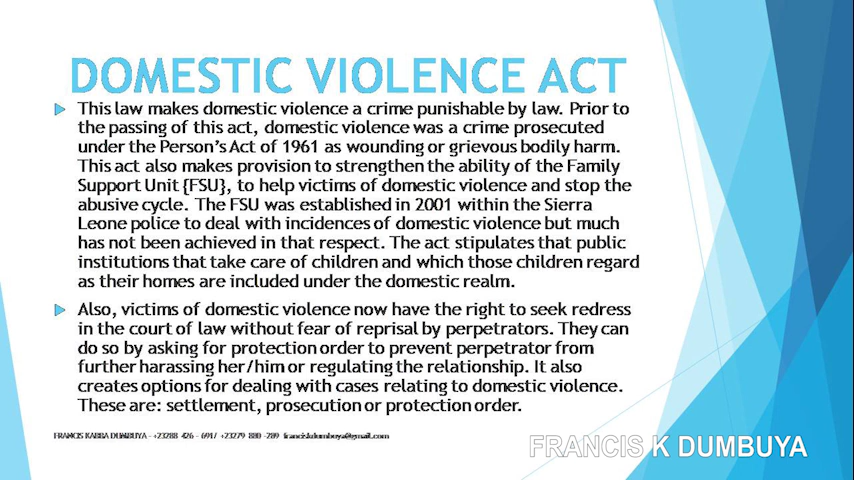 DOMESTIC VIOLENCE ACT
This law makes domestic violence a crime punishable by law. Prior to
the passing of this act, domestic violence was a crime prosecuted
under the Person's Act of 1961 as wounding or grievous bodily harm.
This act also makes provision to strengthen the ability of the Family
Support Unit {FSU}, to help victims of domestic violence and stop the
abusive cycle. The FSU was established in 2001 within the Sierra
Leone police to deal with incidences of domestic violence but much
has not been achieved in that respect. The act stipulates that public
institutions that take care of children and which those children regard
as their homes are included under the domestic realm.
Also, victims of domestic violence now have the right to seek redress
in the court of law without fear of reprisal by perpetrators. They can
do so by asking for protection order to prevent perpetrator from
further harassing her/him or regulating the relationship. It also
creates options for dealing with cases relating to domestic violence.
These are: settlement, prosecution or protection order.
FRANCIS KABBA DUMBUYA - +23288 426 - 691/ +23279 880 -289
FRANCIS K DUMBUYA